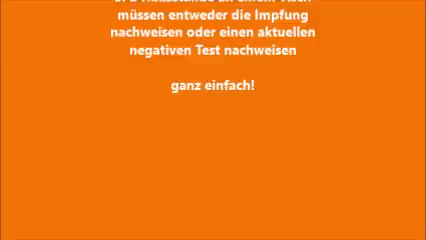 müssen entweder die Impfung
nachweisen oder einen aktuellen
negativen Test nachweisen
ganz einfach!